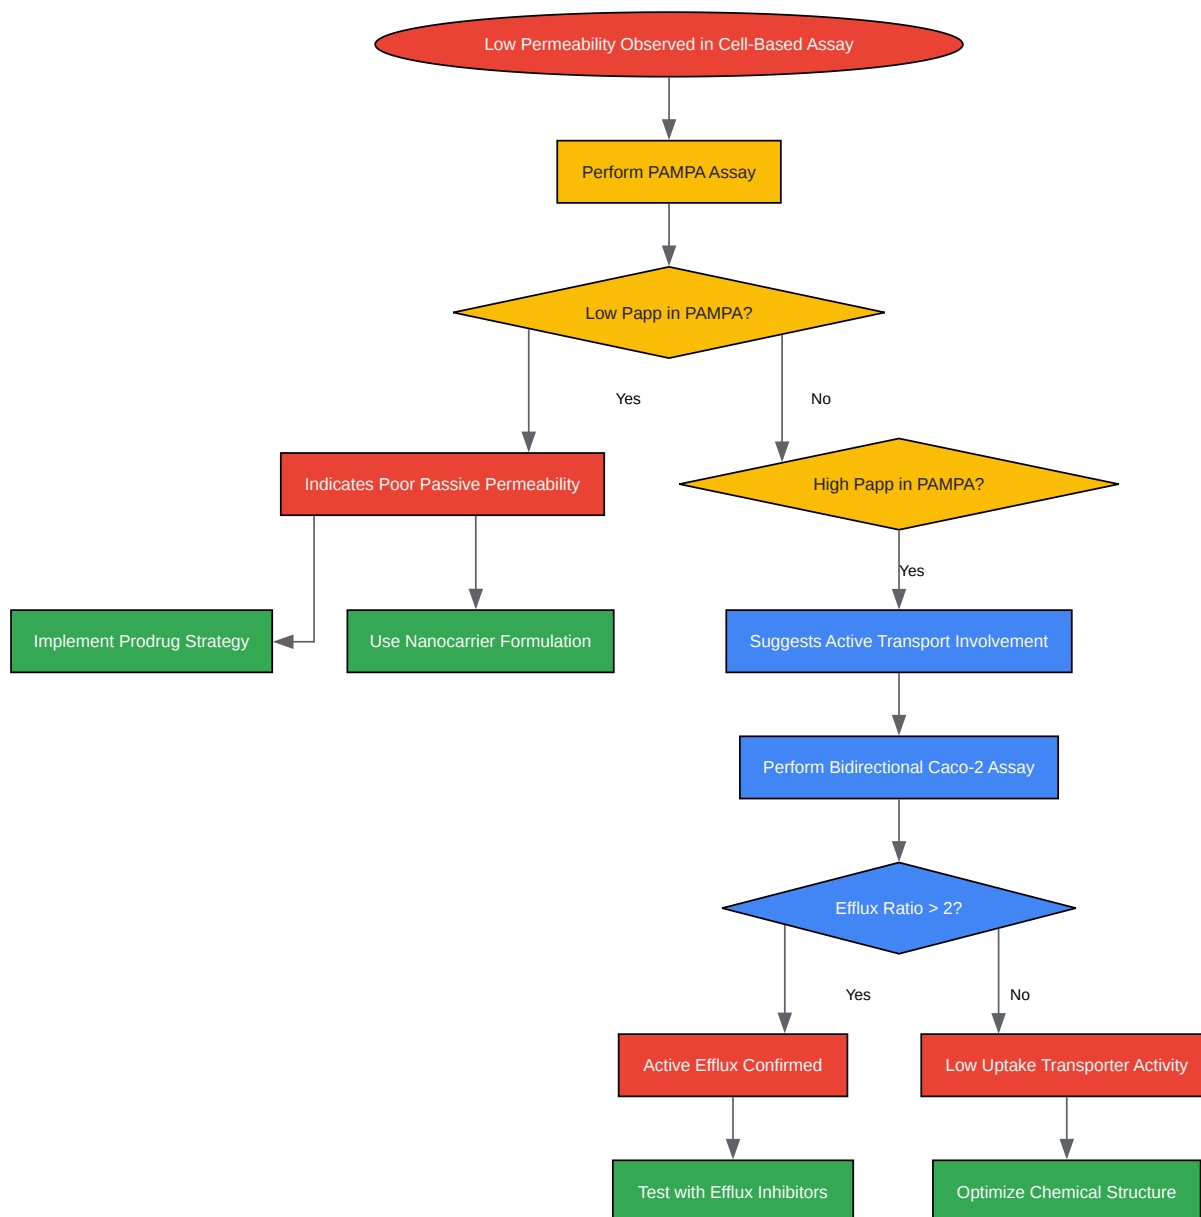 Low Permeability Observed in Cell-Based Assay
Perform PAMPA Assay
Low Papp in PAMPA?
Yes
No
Indicates Poor Passive Permeability
High Papp in PAMPA?
Yes
Implement Prodrug Strategy
Use Nanocarrier Formulation
Suggests Active Transport Involvement
Perform Bidirectional Caco-2 Assay
Efflux Ratio > 2?
Yes
No
Active Efflux Confirmed
Low Uptake Transporter Activity
Test with Efflux Inhibitors
Optimize Chemical Structure